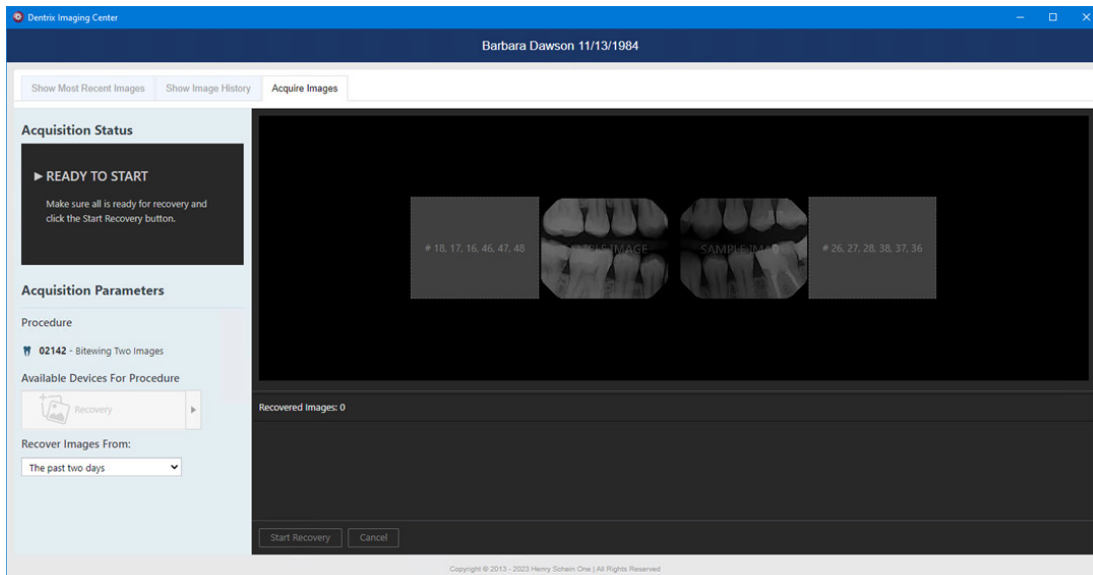 Dentrix Imaging Center
Barbara Dawson 11/13/1984
Show Most Recent Images
Show Image History
Acquire Images
Acquisition Status
READY TO START
Make sure all is ready for recovery and
click the Start Recovery button.
Acquisition Parameters
Procedure
02142 - Bitewing Two Images
Available Devices For Procedure
Recovery
Recover Images From:
The past two days
# 18, 17, 16, 46, 47, 48
SAMPLE IMAGE
SAMPLE IMAGE
# 26, 27, 28, 38, 37, 36
Recovered Images: 0
Start Recovery
Cancel
Copyright © 2013 - 2023 Henry Schein One | All Rights Reserved